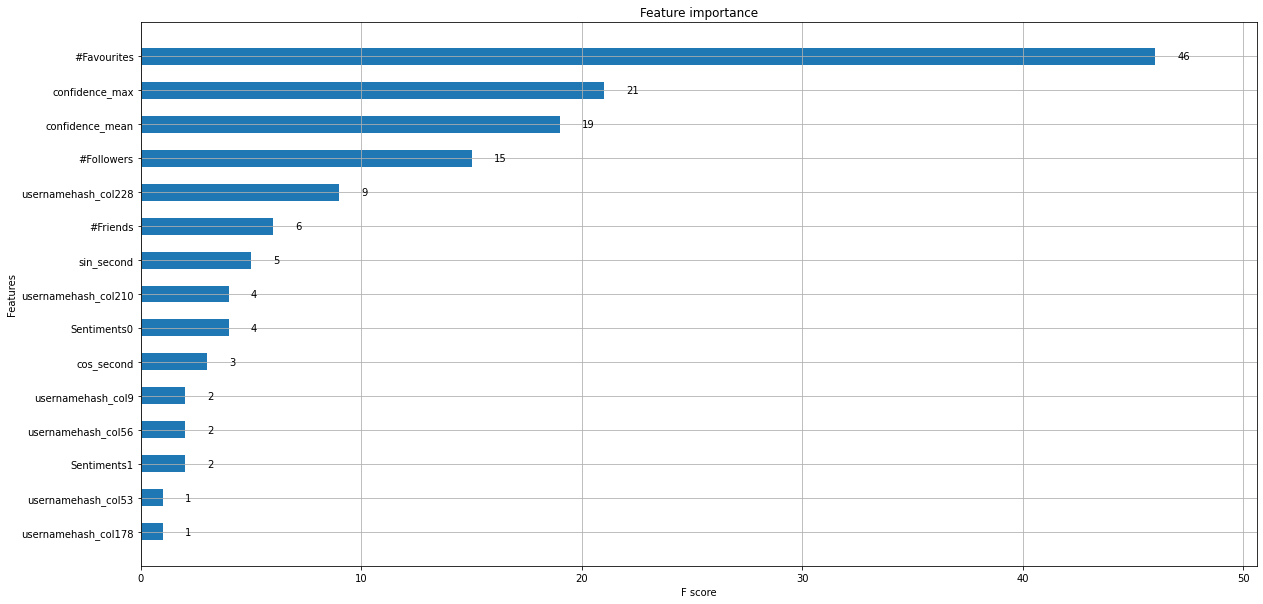 Feature importance
#Favourites 46
confidence_max 21
confidence_mean 19
#Followers 15
usernamehash_col228 9
#Friends 6
sin_second 5
usernamehash_col210 4
Sentiments0 4
cos_second 3
usernamehash_col9 2
usernamehash_col56 2
Sentiments1 2
usernamehash_col53 1
usernamehash_col178 1
Features
0 10 20 30 40 50
F score